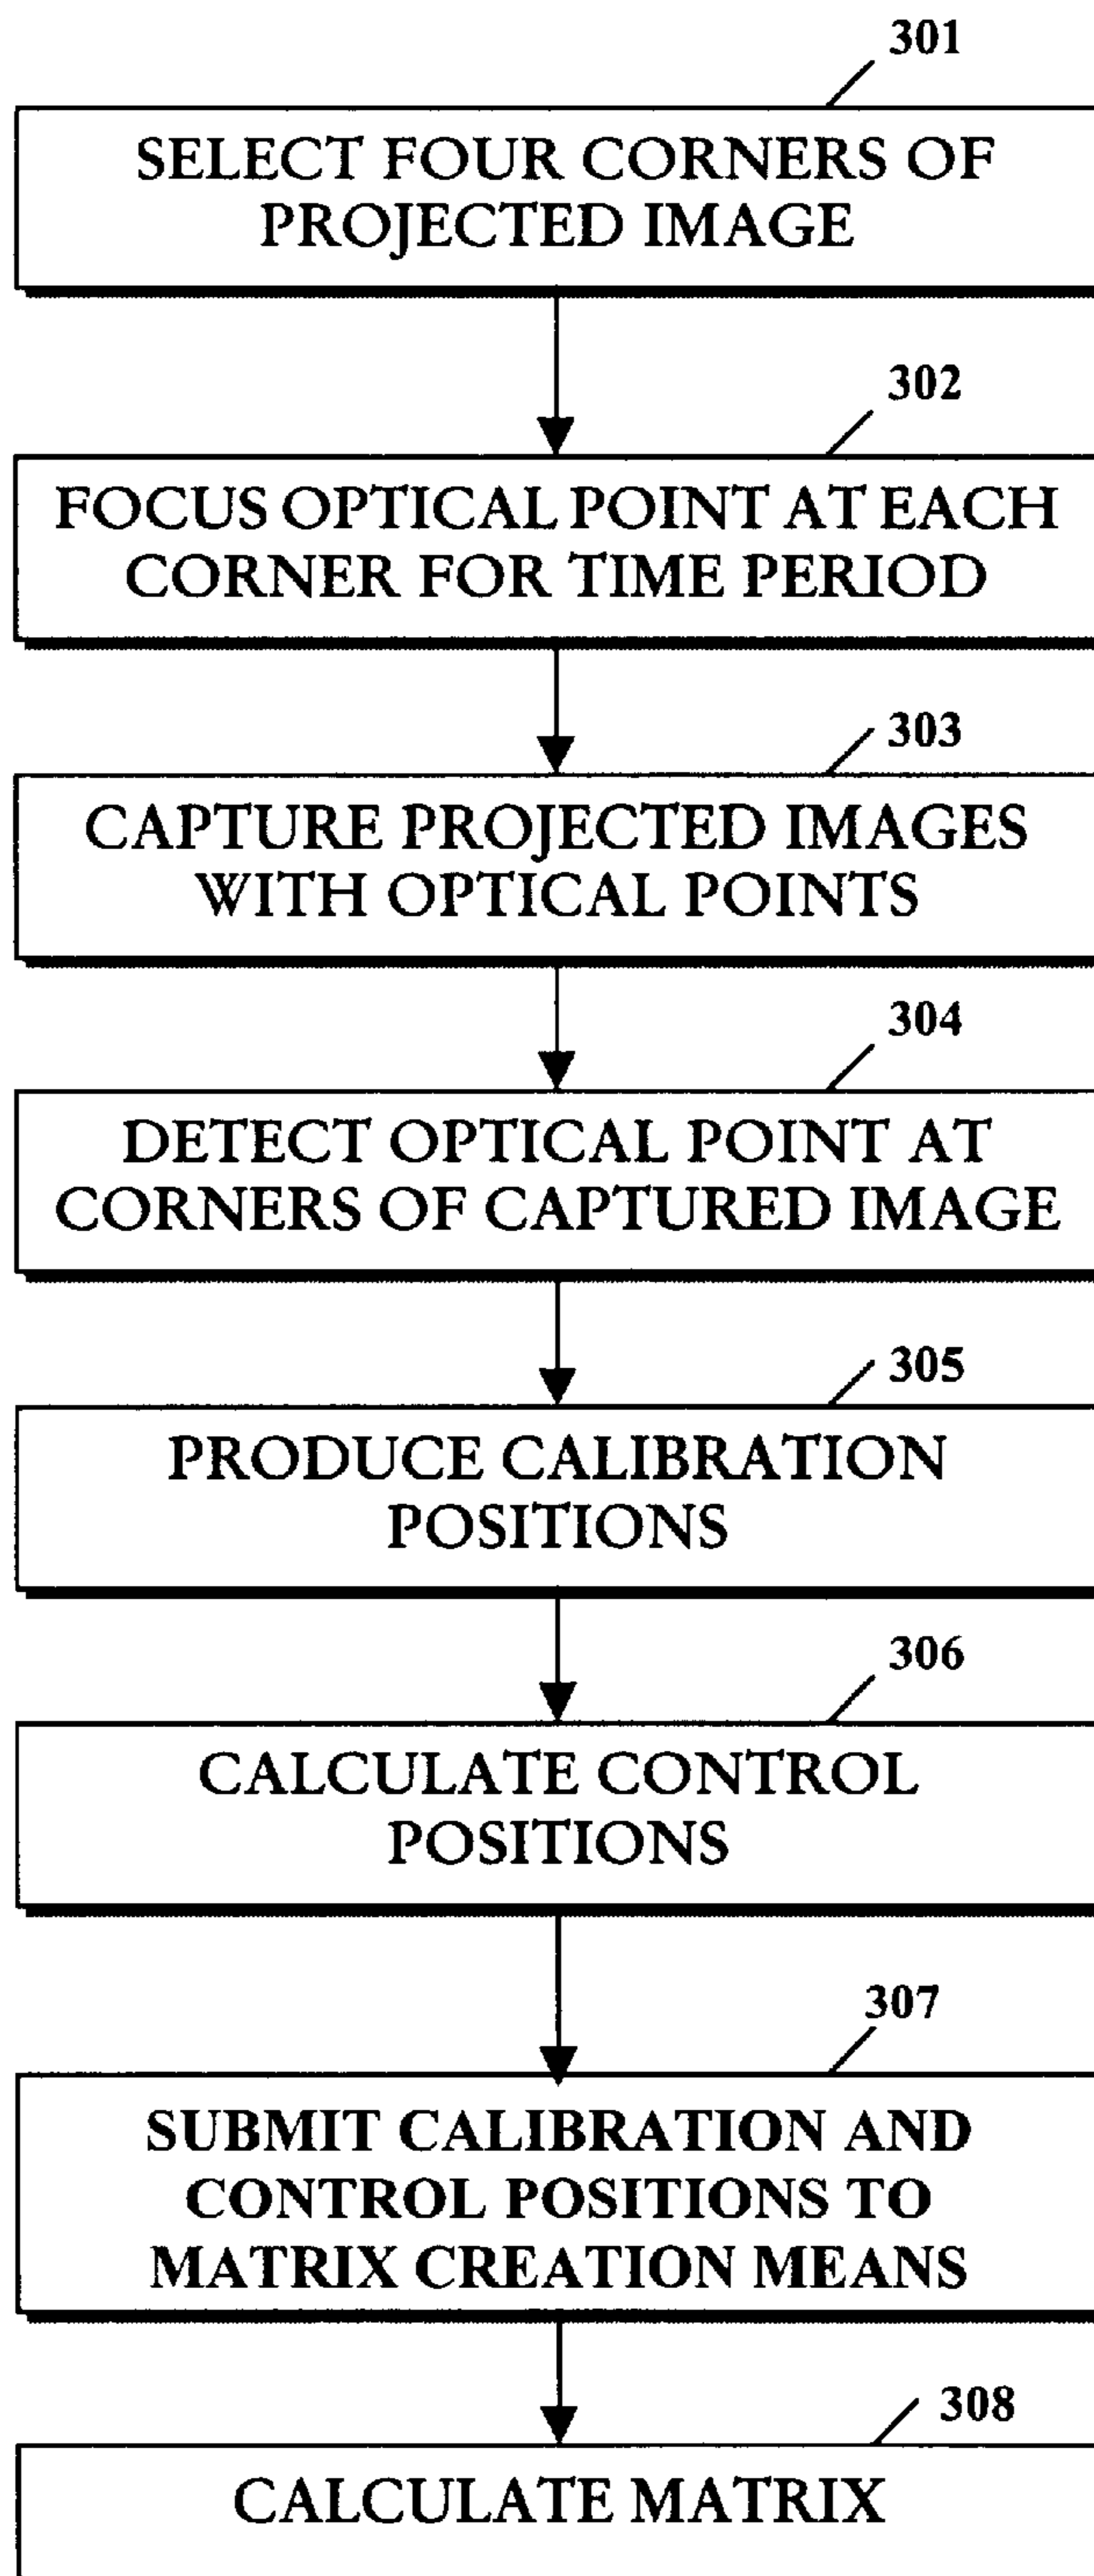 301
SELECT FOUR CORNERS OF
PROJECTED IMAGE
302
FOCUS OPTICAL POINT AT EACH
CORNER FOR TIME PERIOD
303
CAPTURE PROJECTED IMAGES
WITH OPTICAL POINTS
304
DETECT OPTICAL POINT AT
CORNERS OF CAPTURED IMAGE
305
PRODUCE CALIBRATION
POSITIONS
306
CALCULATE CONTROL
POSITIONS
307
SUBMIT CALIBRATION AND
CONTROL POSITIONS TO
MATRIX CREATION MEANS
308
CALCULATE MATRIX